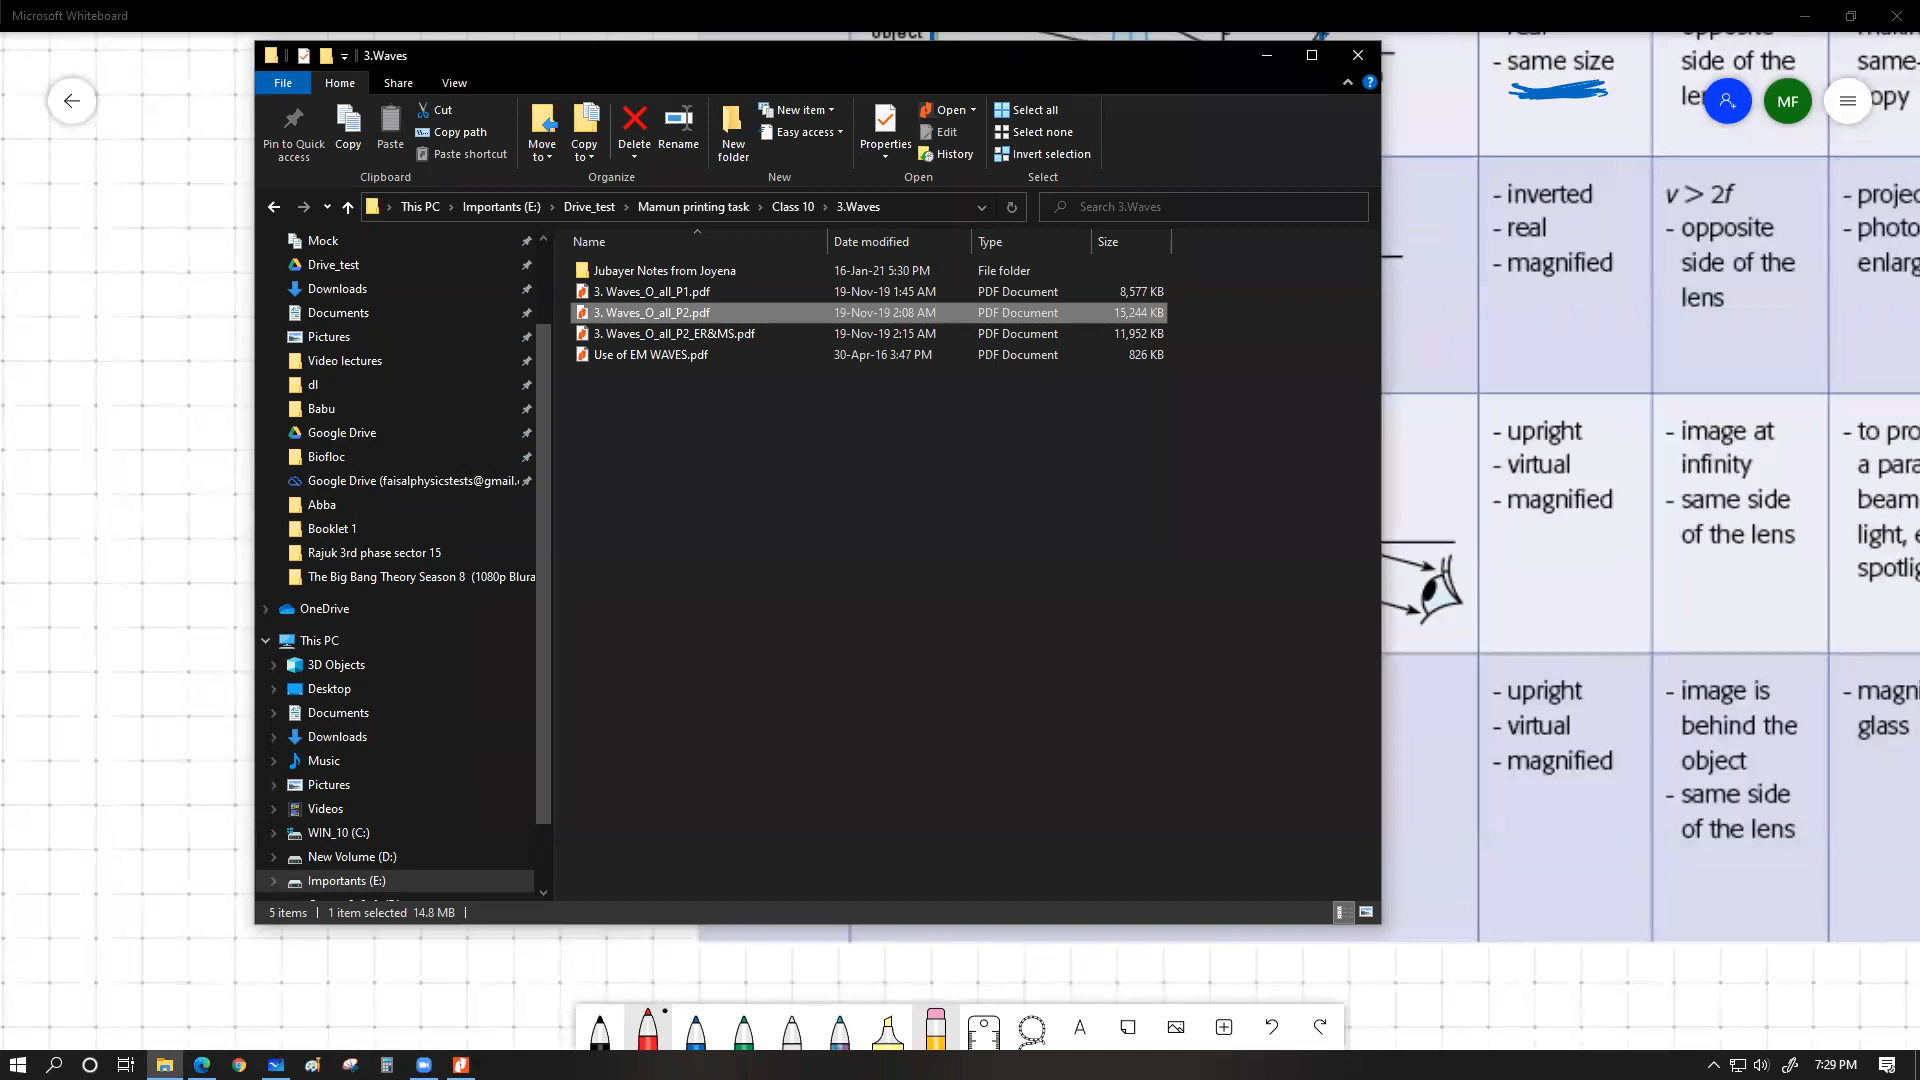 Microsoft Whiteboard
3.Waves
File Home Share View
Pin to Quick access
Copy
Paste
Cut
Copy path
Paste shortcut
Clipboard
Move to
Copy to
Delete
Rename
Organize
New folder
New item
Easy access
New
Properties
Open
Edit
History
Open
Select all
Select none
Invert selection
Select
This PC > Importants (E:) > Drive_test > Mamun printing task > Class 10 > 3.Waves
Search 3.Waves
Name Date modified Type Size
Jubayer Notes from Joyena 16-Jan-21 5:30 PM File folder
3. Waves_O_all_P1.pdf 19-Nov-19 1:45 AM PDF Document 8,577 KB
3. Waves_O_all_P2.pdf 19-Nov-19 2:08 AM PDF Document 15,244 KB
3. Waves_O_all_P2_ER&MS.pdf 19-Nov-19 2:15 AM PDF Document 11,952 KB
Use of EM WAVES.pdf 30-Apr-16 3:47 PM PDF Document 826 KB
Mock
Drive_test
Downloads
Documents
Pictures
Video lectures
dl
Babu
Google Drive
Biofloc
Google Drive (faisalphysicstests@gmail.
Abba
Booklet 1
Rajuk 3rd phase sector 15
The Big Bang Theory Season 8 (1080p Blura
OneDrive
This PC
3D Objects
Desktop
Documents
Downloads
Music
Pictures
Videos
WIN_10 (C:)
New Volume (D:)
Importants (E:)
5 items 1 item selected 14.8 MB
object
- same size
side of the
MF
- inverted
- real
- magnified
v > 2f
- opposite
side of the
lens
- projec
- photo
enlarg
- upright
- virtual
- magnified
- image at
infinity
- same side
of the lens
- to pro
a para
beam
light, e
spotlig
- upright
- virtual
- magnified
- image is
behind the
object
- same side
of the lens
- magni
glass
7:29 PM